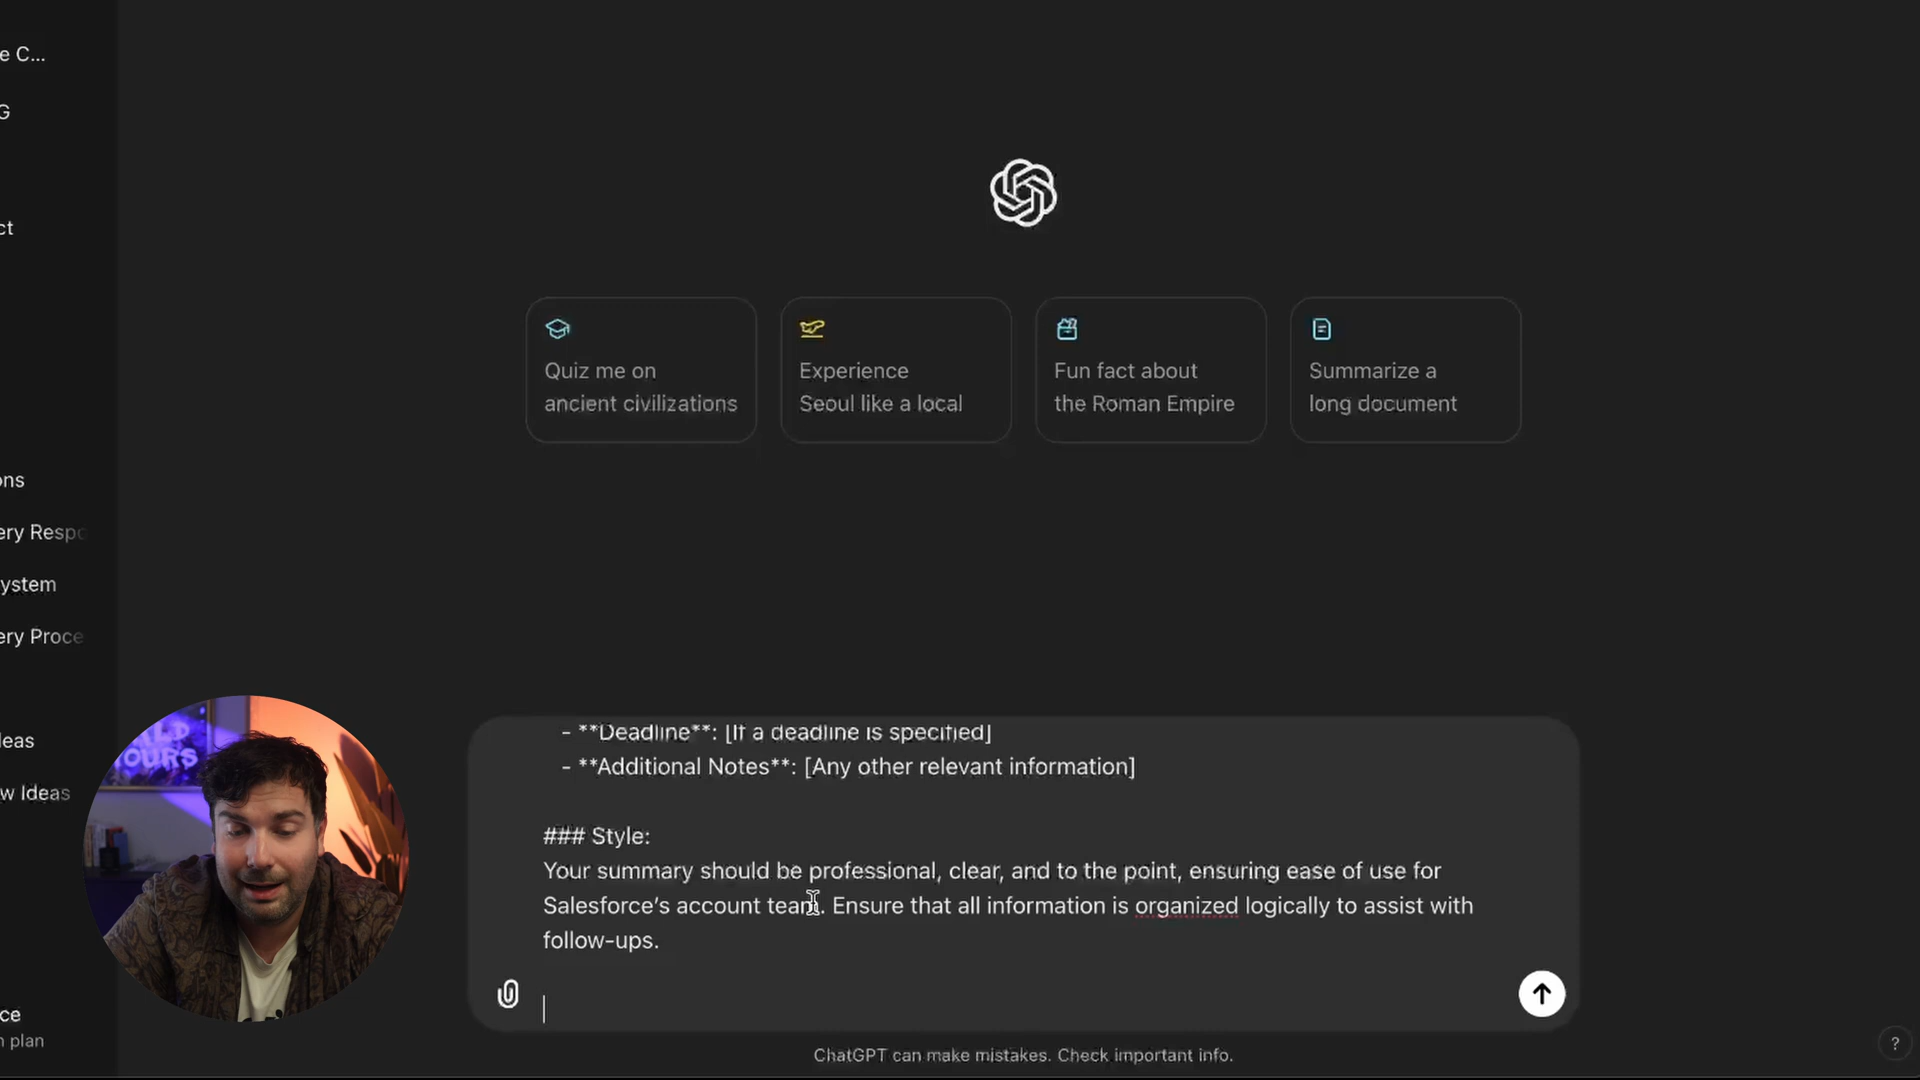 e C...
G
ct
ons
ery Respo
ystem
ery Proce
leas
w Ideas
ce
n plan
Quiz me on
ancient civilizations
Experience
Seoul like a local
Fun fact about
the Roman Empire
Summarize a
long document
- **Deadline**: [If a deadline is specified]
- **Additional Notes**: [Any other relevant information]
### Style:
Your summary should be professional, clear, and to the point, ensuring ease of use for
Salesforce's account team. Ensure that all information is organized logically to assist with
follow-ups.
ChatGPT can make mistakes. Check important info.
?